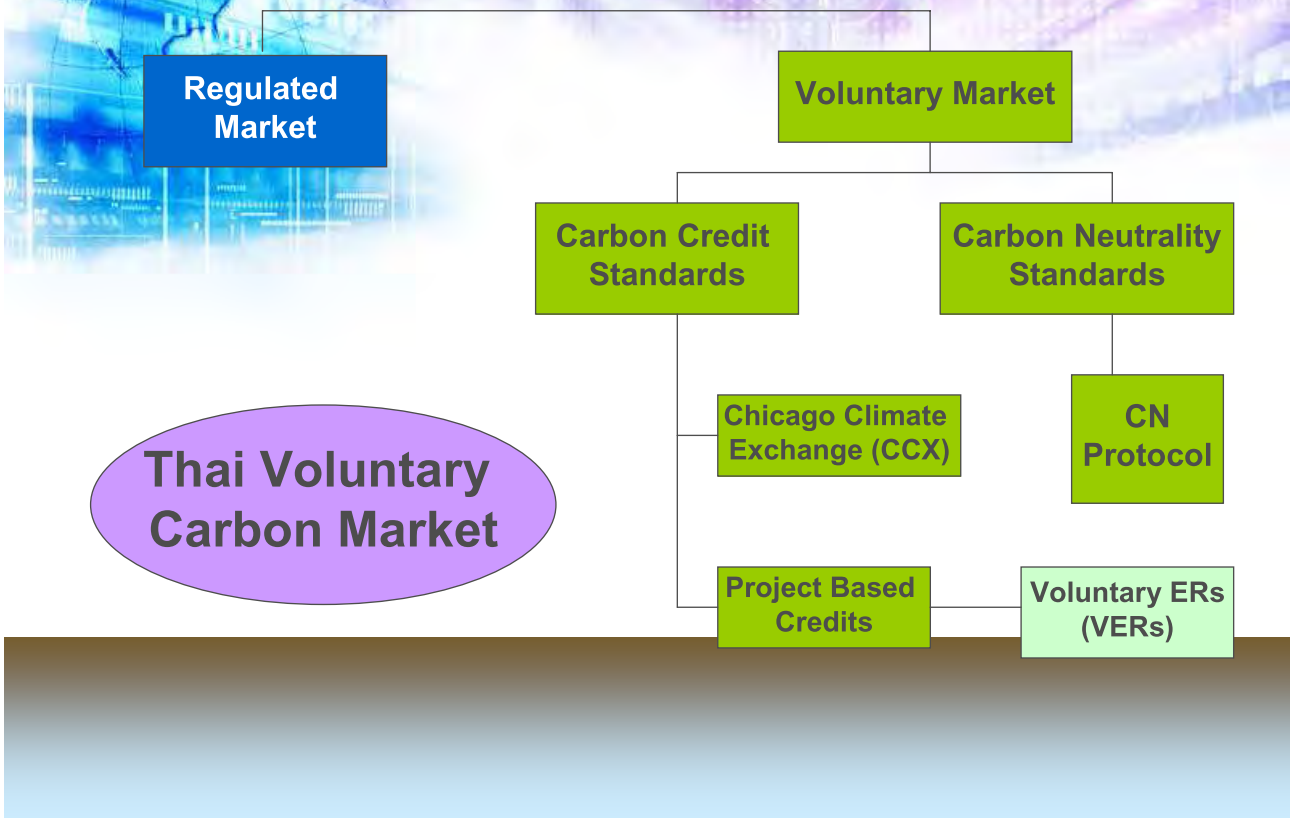 Regulated
Market
Voluntary Market
Carbon Credit
Standards
Carbon Neutrality
Standards
Chicago Climate
Exchange (CCX)
CN
Protocol
Thai Voluntary
Carbon Market
Project Based
Credits
Voluntary ERs
(VERs)